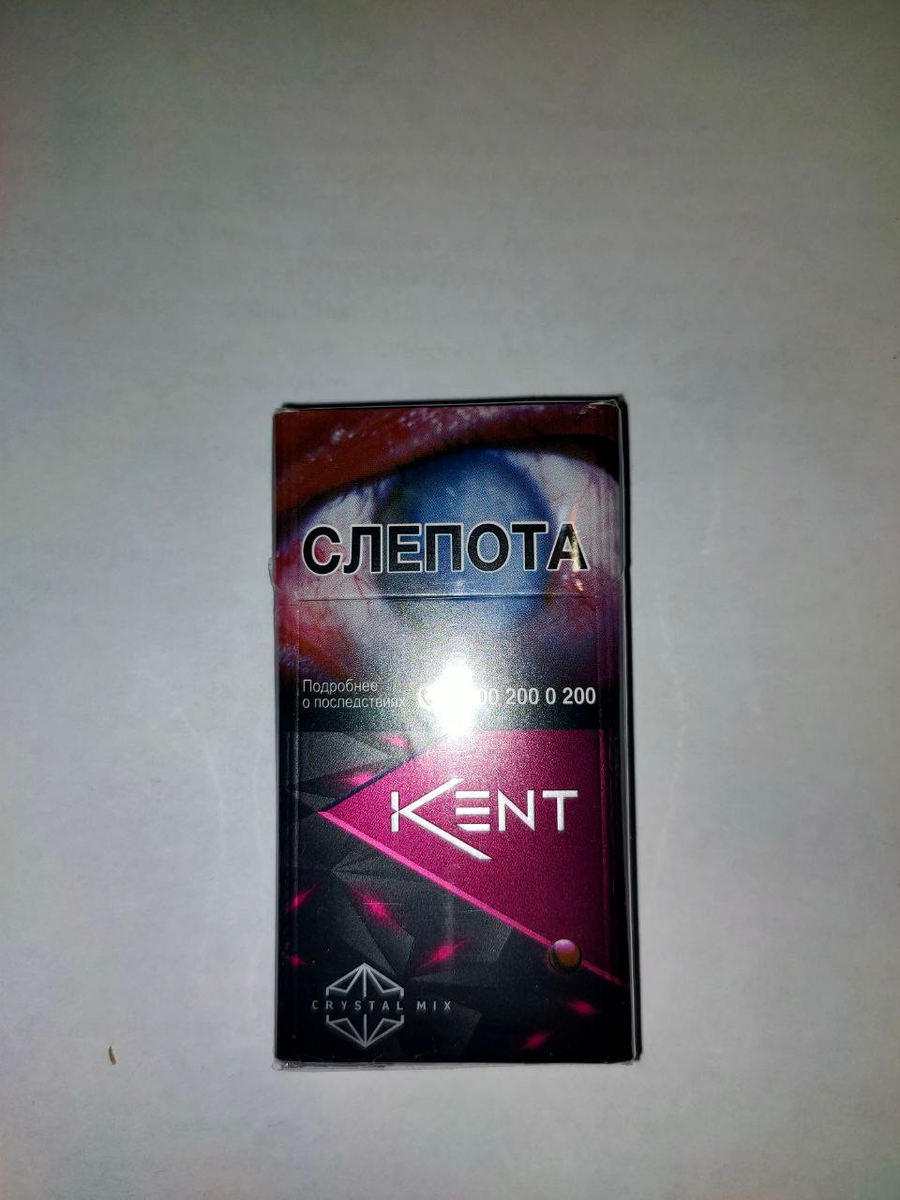 СЛЕПОТА
Подробнее
о последствиях
00 200 0 200
KENT
CRYSTAL MIX